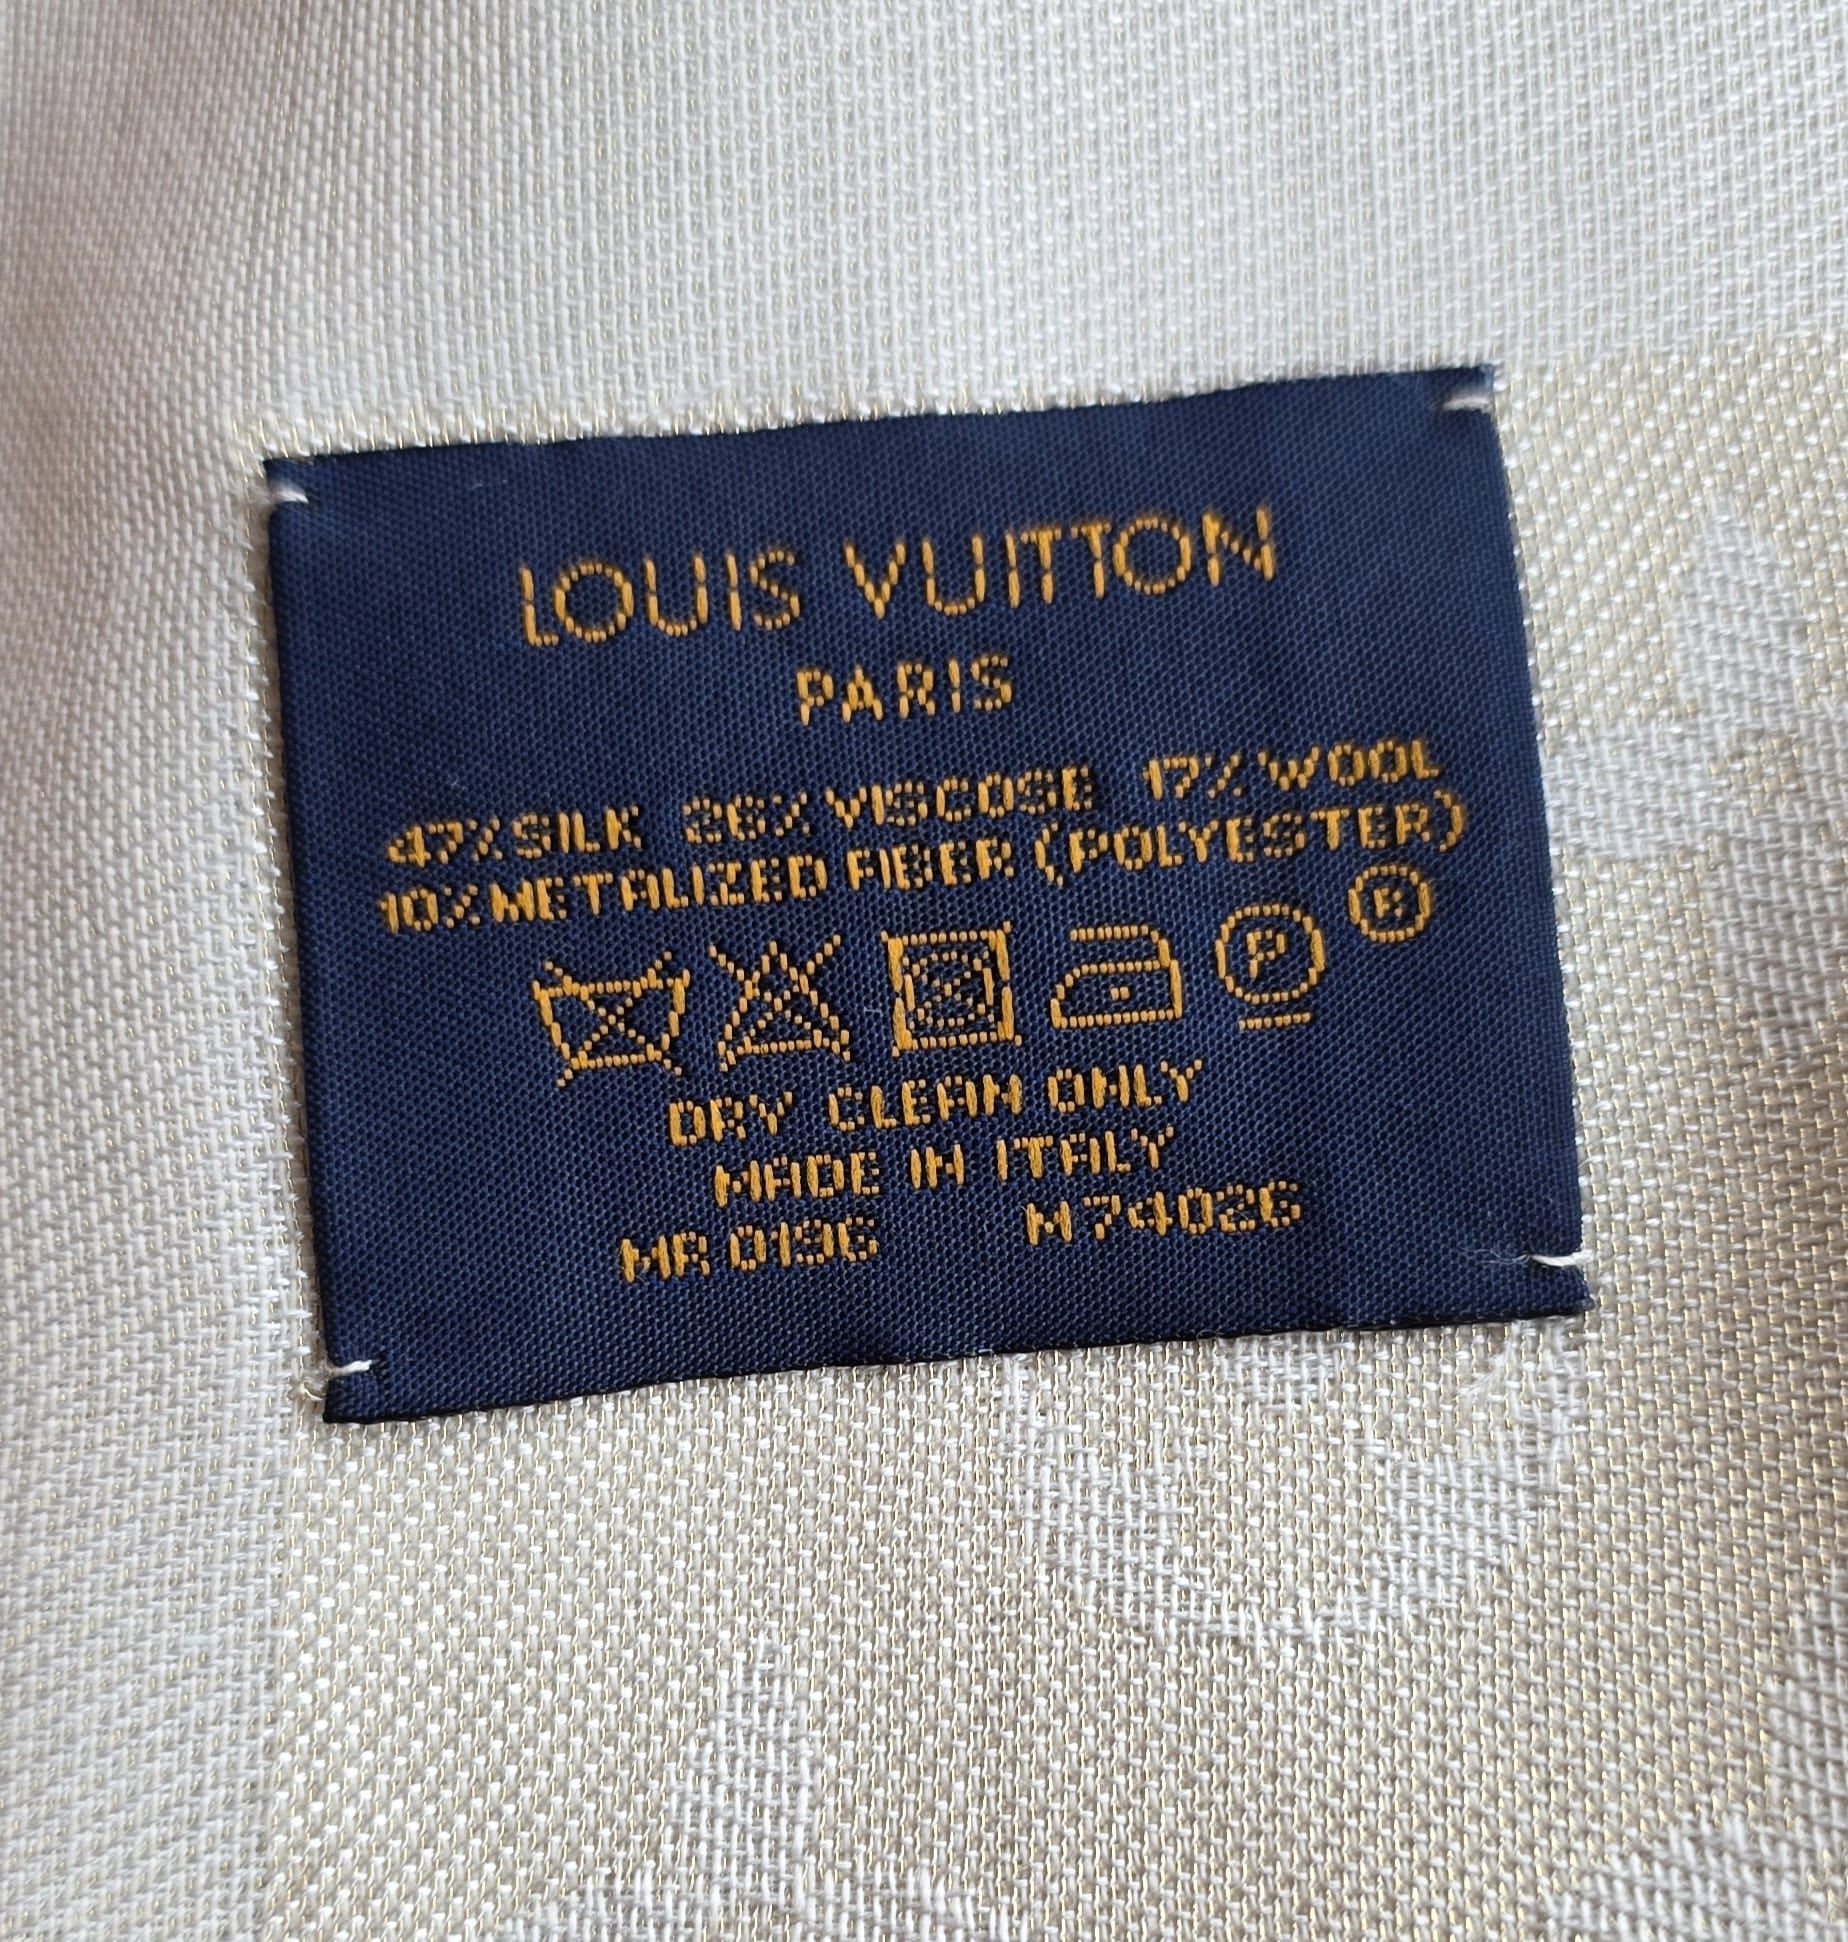 LOUIS VUITTON
PARIS
47% SILK 26% VISCOSE 17% WOOL
10% METALIZED FIBER (POLYESTER)
P ®
DRY CLEAN ONLY
MADE IN ITALY
MR 0196 M74026